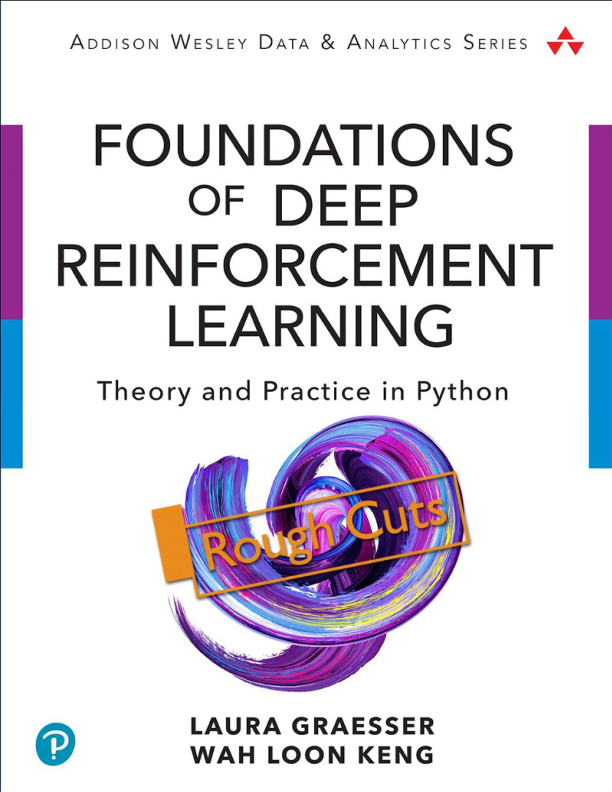 ADDISON WESLEY DATA & ANALYTICS SERIES
FOUNDATIONS
OF DEEP
REINFORCEMENT
LEARNING
Theory and Practice in Python
Rough Cuts
P
LAURA GRAESSER
WAH LOON KENG